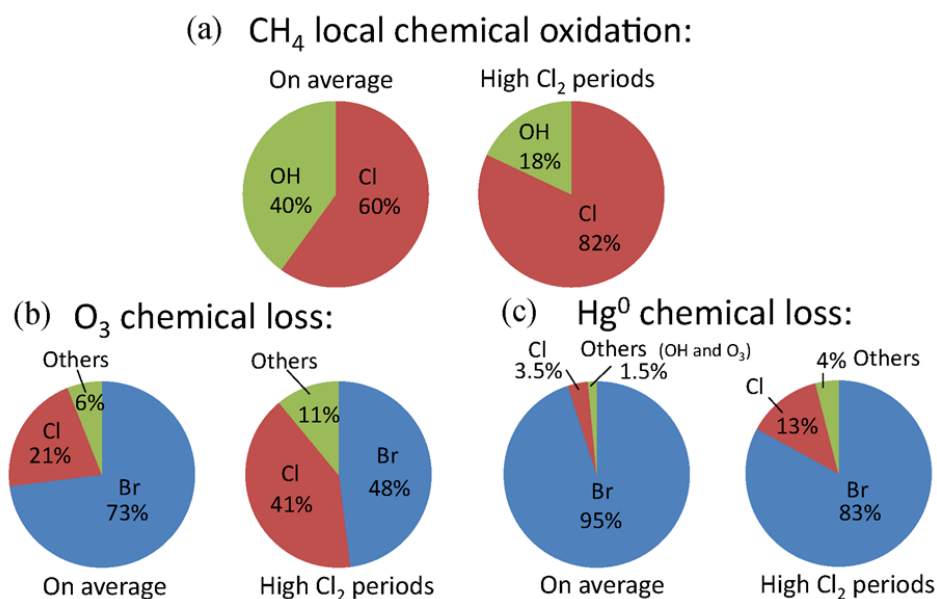 (a) CH₄ local chemical oxidation:
On average
High Cl₂ periods
OH
40%
Cl
60%
OH
18%
Cl
82%
(b) O₃ chemical loss:
Others
6%
Cl
21%
Br
73%
On average
Others
11%
Cl
41%
Br
48%
High Cl₂ periods
(c) Hg⁰ chemical loss:
Cl
3.5%
Others (OH and O₃)
1.5%
Br
95%
On average
4% Others
Cl
13%
Br
83%
High Cl₂ periods